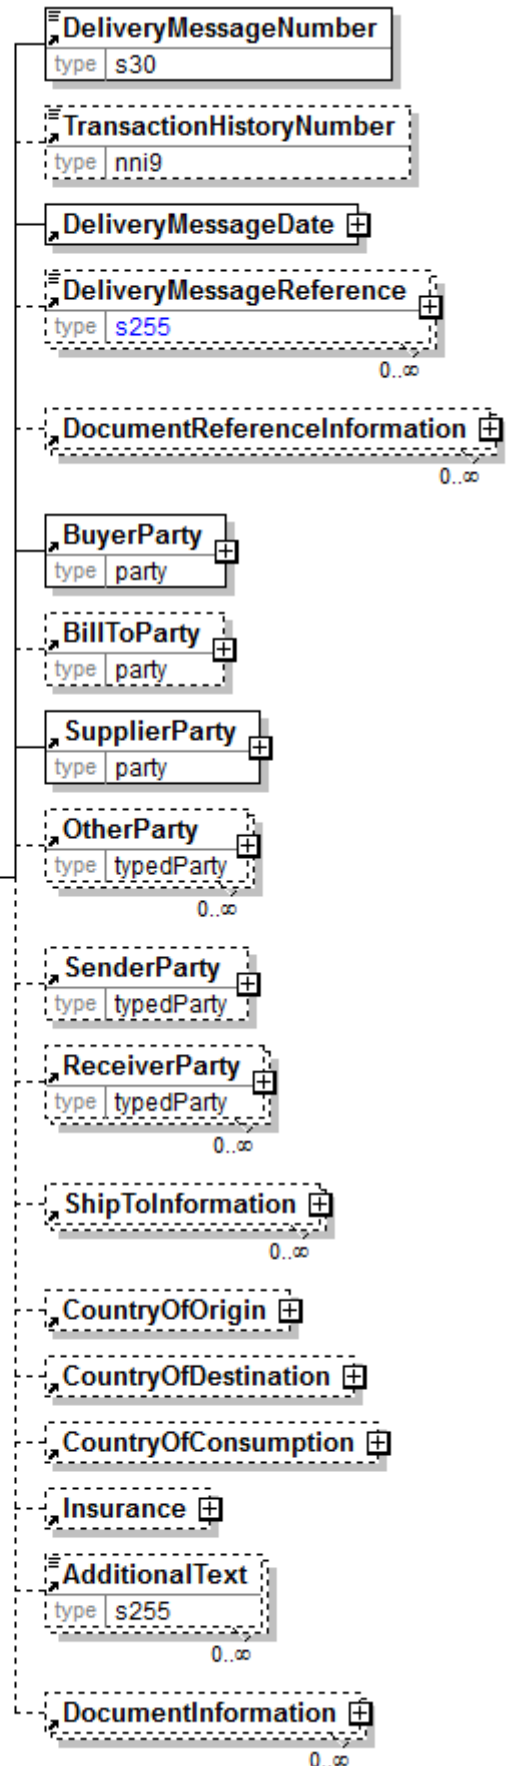 DeliveryMessageNumber
type s30
TransactionHistoryNumber
type nni9
DeliveryMessageDate
DeliveryMessageReference
type s255
0..∞
DocumentReferenceInformation
0..∞
BuyerParty
type party
BillToParty
type party
SupplierParty
type party
OtherParty
type typedParty
0..∞
SenderParty
type typedParty
ReceiverParty
type typedParty
0..∞
ShipToInformation
0..∞
CountryOfOrigin
CountryOfDestination
CountryOfConsumption
Insurance
AdditionalText
type s255
0..∞
DocumentInformation
0..∞